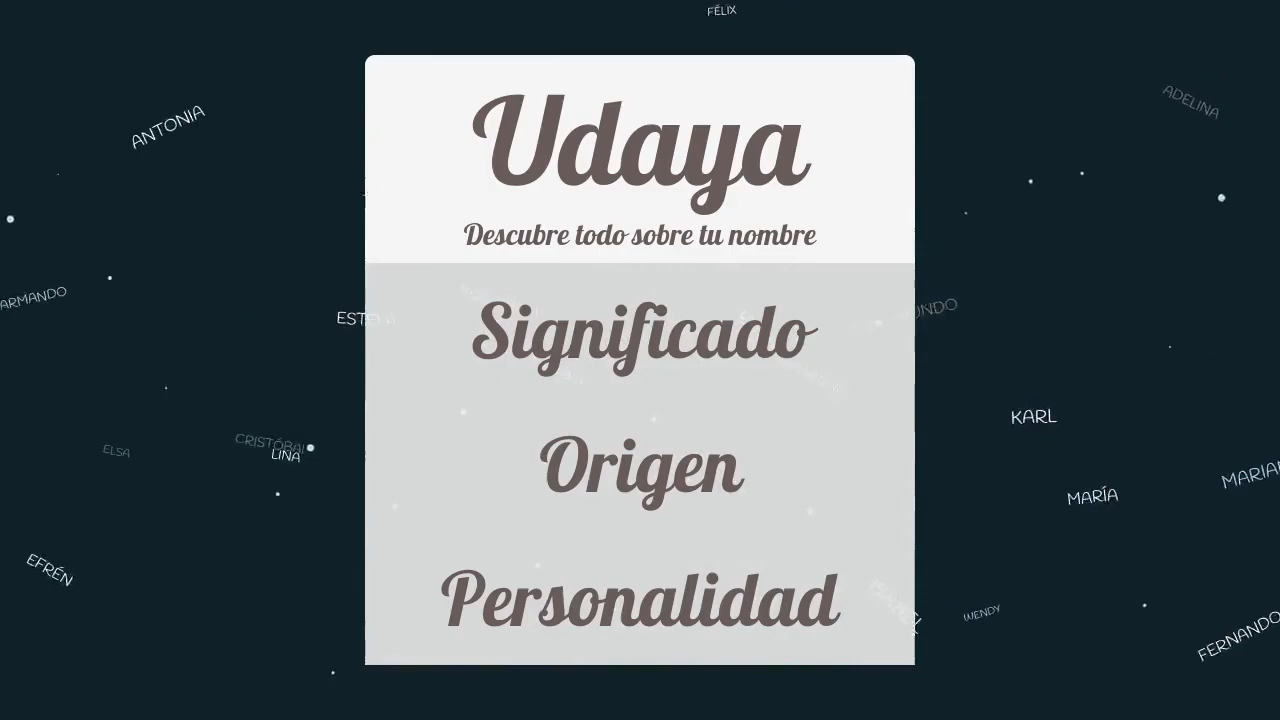 FÉLIX
ADELINA
ANTONIA
Udaya
Descubre todo sobre tu nombre
ARMANDO
Significado
KARL
CRISTÓBAL
ELSA
LINA
Origen
MARÍA
EFRÉN
Personalidad
WENDY
FERNANDO